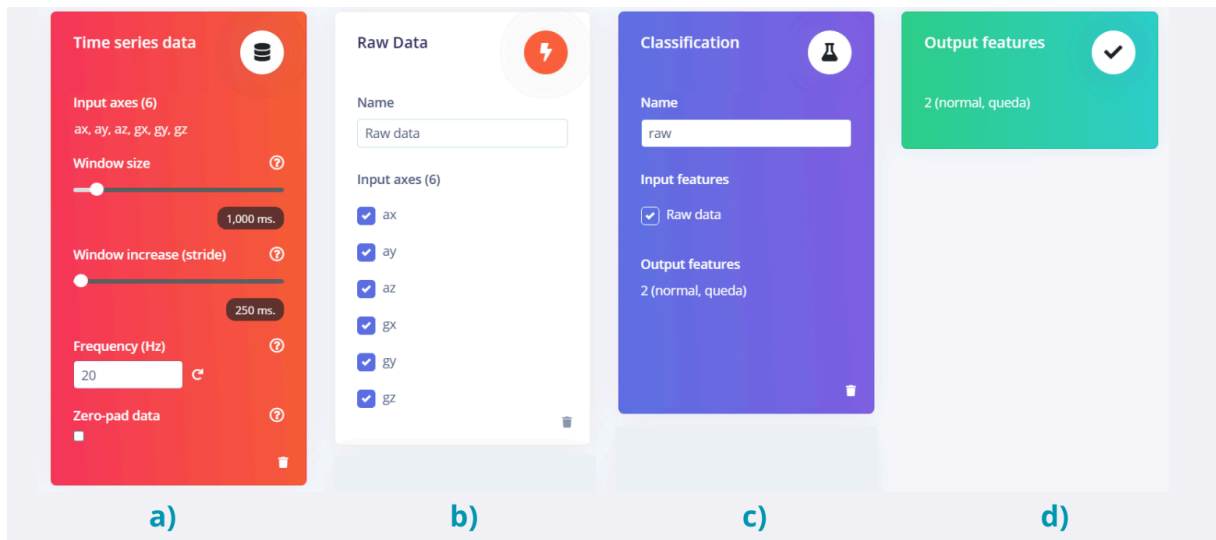 Time series data
Input axes (6)
ax, ay, az, gx, gy, gz
Window size
1,000 ms.
Window increase (stride)
250 ms.
Frequency (Hz)
20
Zero-pad data
a)
Raw Data
Name
Raw data
Input axes (6)
ax
ay
az
gx
gy
gz
b)
Classification
Name
raw
Input features
Raw data
Output features
2 (normal, queda)
c)
Output features
2 (normal, queda)
d)